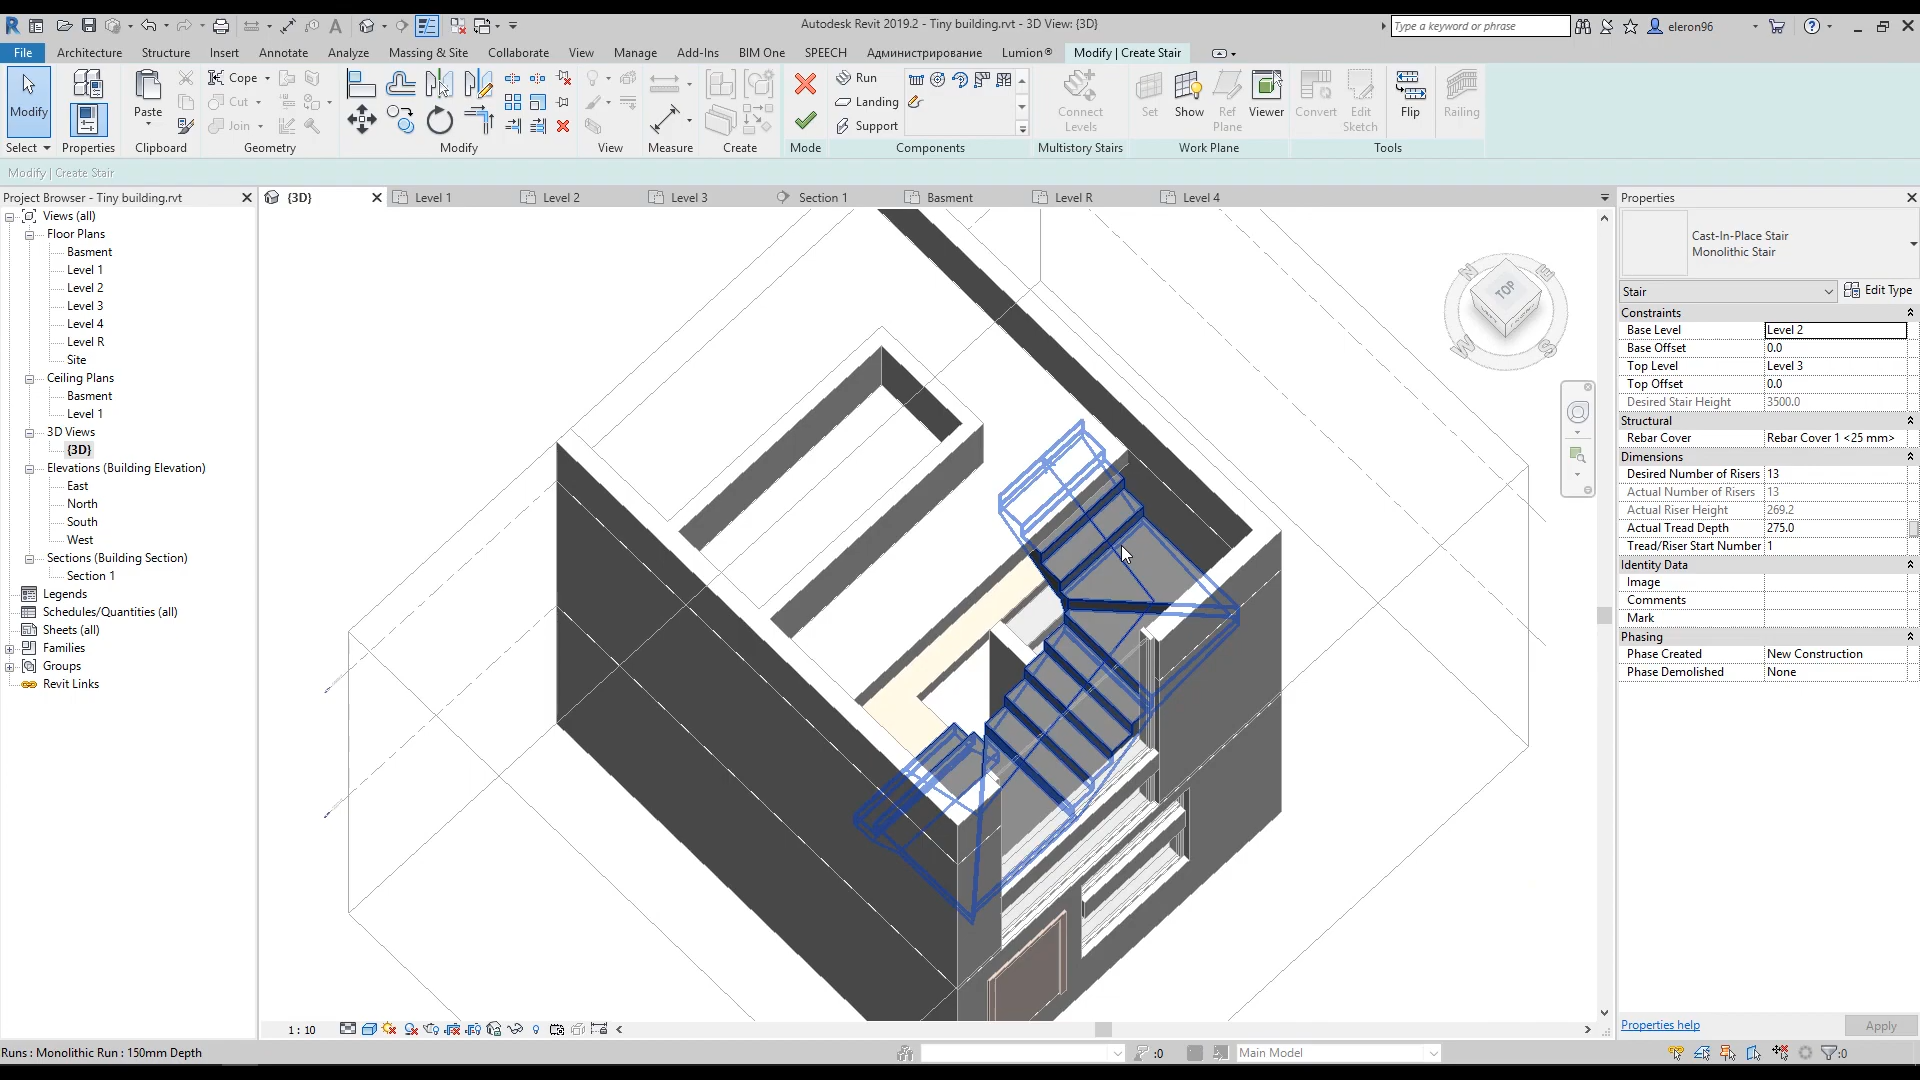 Autodesk Revit 2019.2 - Tiny building.rvt - 3D View: {3D}
Type a keyword or phrase
eleron96
File
Architecture
Structure
Insert
Annotate
Analyze
Massing & Site
Collaborate
View
Manage
Add-Ins
BIM One
SPEECH
Администрирование
Lumion®
Modify | Create Stair
Modify
Select
Properties
Paste
Clipboard
Cope
Cut
Join
Geometry
Modify
View
Measure
Create
Mode
Run
Landing
Support
Components
Connect
Levels
Multistory Stairs
Set
Show
Ref
Plane
Viewer
Work Plane
Convert
Edit
Sketch
Flip
Tools
Railing
Modify | Create Stair
Project Browser - Tiny building.rvt
Views (all)
Floor Plans
Basment
Level 1
Level 2
Level 3
Level 4
Level R
Site
Ceiling Plans
Basment
Level 1
3D Views
{3D}
Elevations (Building Elevation)
East
North
South
West
Sections (Building Section)
Section 1
Legends
Schedules/Quantities (all)
Sheets (all)
Families
Groups
Revit Links
{3D}
Level 1
Level 2
Level 3
Section 1
Basment
Level R
Level 4
TOP
N
E
W
S
Properties
Cast-In-Place Stair
Monolithic Stair
Stair
Edit Type
Constraints
Base Level Level 2
Base Offset 0.0
Top Level Level 3
Top Offset 0.0
Desired Stair Height 3500.0
Structural
Rebar Cover Rebar Cover 1 <25 mm>
Dimensions
Desired Number of Risers 13
Actual Number of Risers 13
Actual Riser Height 269.2
Actual Tread Depth 275.0
Tread/Riser Start Number 1
Identity Data
Image
Comments
Mark
Phasing
Phase Created New Construction
Phase Demolished None
Properties help
Apply
1 : 10
Runs : Monolithic Run : 150mm Depth
:0
Main Model
:0